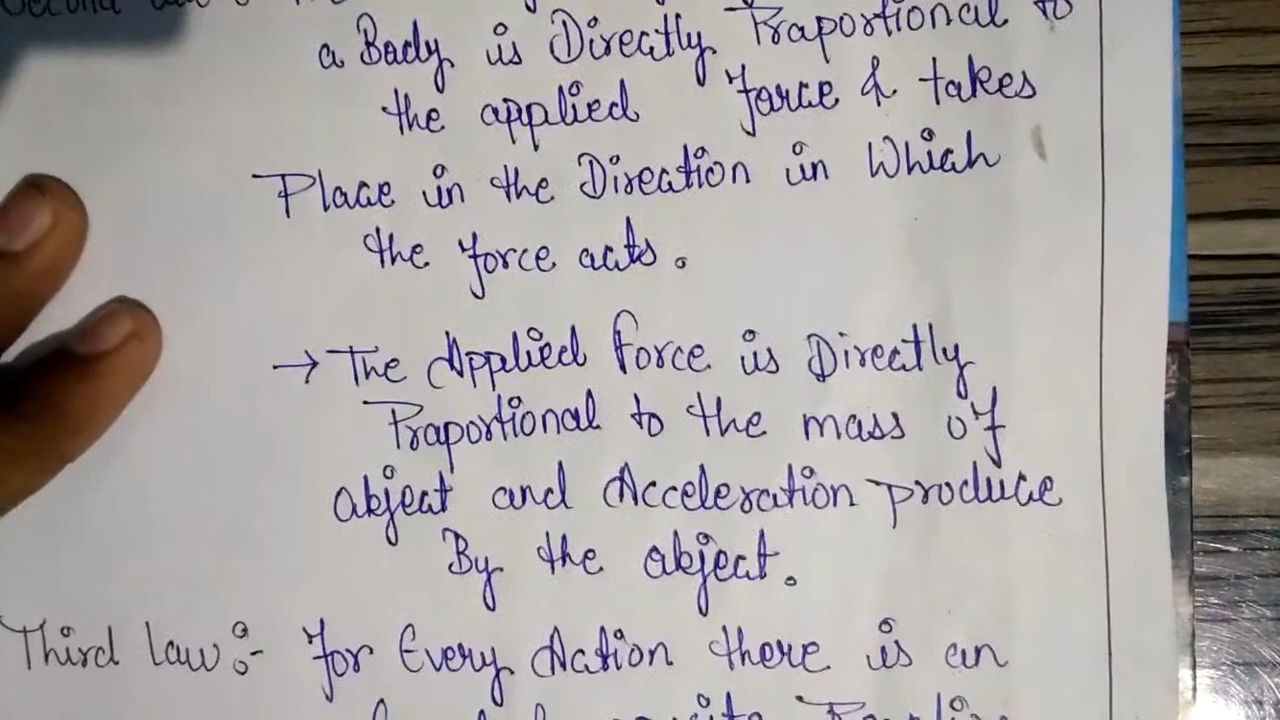 Second
a Body is Directly Praportional to
the applied force & takes
Place in the Direction in Which
the force acts.
→ The Applied force is Directly
Praportional to the mass of
object and Acceleration produce
By the object.
Third law :- for Every Action there is an